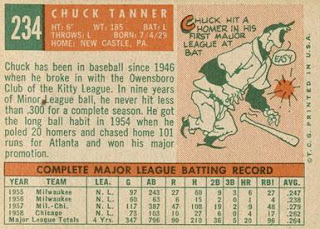 234
CHUCK TANNER
HT: 6' WT: 185 BAT: L
THROWS: L BORN: 7/4/29
HOME: NEW CASTLE, PA.
CHUCK HIT A
HOMER IN HIS
FIRST MAJOR
LEAGUE AT
BAT
EASY
Chuck has been in baseball since 1946
when he broke in with the Owensboro
Club of the Kitty League. In nine years
of Minor League ball, he never hit less
than .300 for a complete season. He got
the long ball habit in 1954 when he
poled 20 homers and chased home 101
runs for Atlanta and won his major
promotion.
© T.C.G. PRINTED IN U.S.A.
COMPLETE MAJOR LEAGUE BATTING RECORD
YEAR TEAM LEA. G AB R H 2B 3B HR RBI AVG.
1955 Milwaukee N. L. 97 243 27 60 9 3 6 27 .247
1956 Milwaukee N. L. 60 63 6 15 2 0 1 4 .238
1957 Mil.-Chi. N. L. 117 387 47 108 19 2 9 48 .279
1958 Chicago N. L. 73 103 10 27 6 0 4 17 .262
Major League Totals 4 Yrs. 347 796 90 210 36 5 20 96 .264